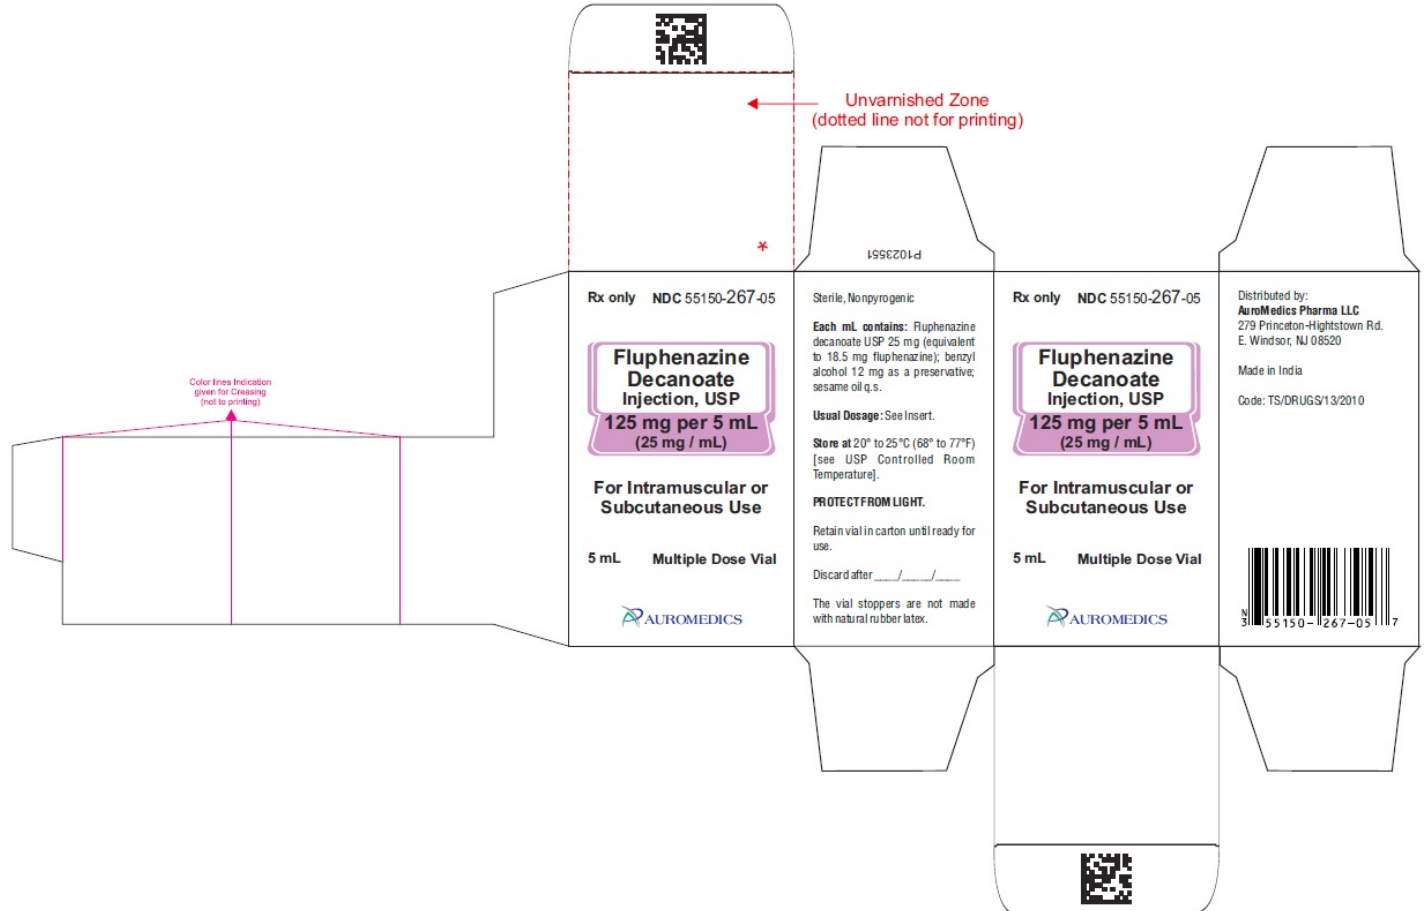 Unvarnished Zone
(dotted line not for printing)
*
P1023551
Color lines Indication
given for Creasing
(not to printing)
Rx only NDC 55150-267-05
Fluphenazine
Decanoate
Injection, USP
125 mg per 5 mL
(25 mg / mL)
For Intramuscular or
Subcutaneous Use
5 mL Multiple Dose Vial
AUROMEDICS
Sterile, Nonpyrogenic
Each mL contains: Fluphenazine
decanoate USP 25 mg (equivalent
to 18.5 mg fluphenazine); benzyl
alcohol 12 mg as a preservative;
sesame oil q.s.
Usual Dosage: See Insert.
Store at 20° to 25°C (68° to 77°F)
[see USP Controlled Room
Temperature].
PROTECT FROM LIGHT.
Retain vial in carton until ready for
use.
Discard after ____/____/____
The vial stoppers are not made
with natural rubber latex.
Rx only NDC 55150-267-05
Fluphenazine
Decanoate
Injection, USP
125 mg per 5 mL
(25 mg / mL)
For Intramuscular or
Subcutaneous Use
5 mL Multiple Dose Vial
AUROMEDICS
Distributed by:
AuroMedics Pharma LLC
279 Princeton-Hightstown Rd.
E. Windsor, NJ 08520
Made in India
Code: TS/DRUGS/13/2010
N
3 55150-267-05 7